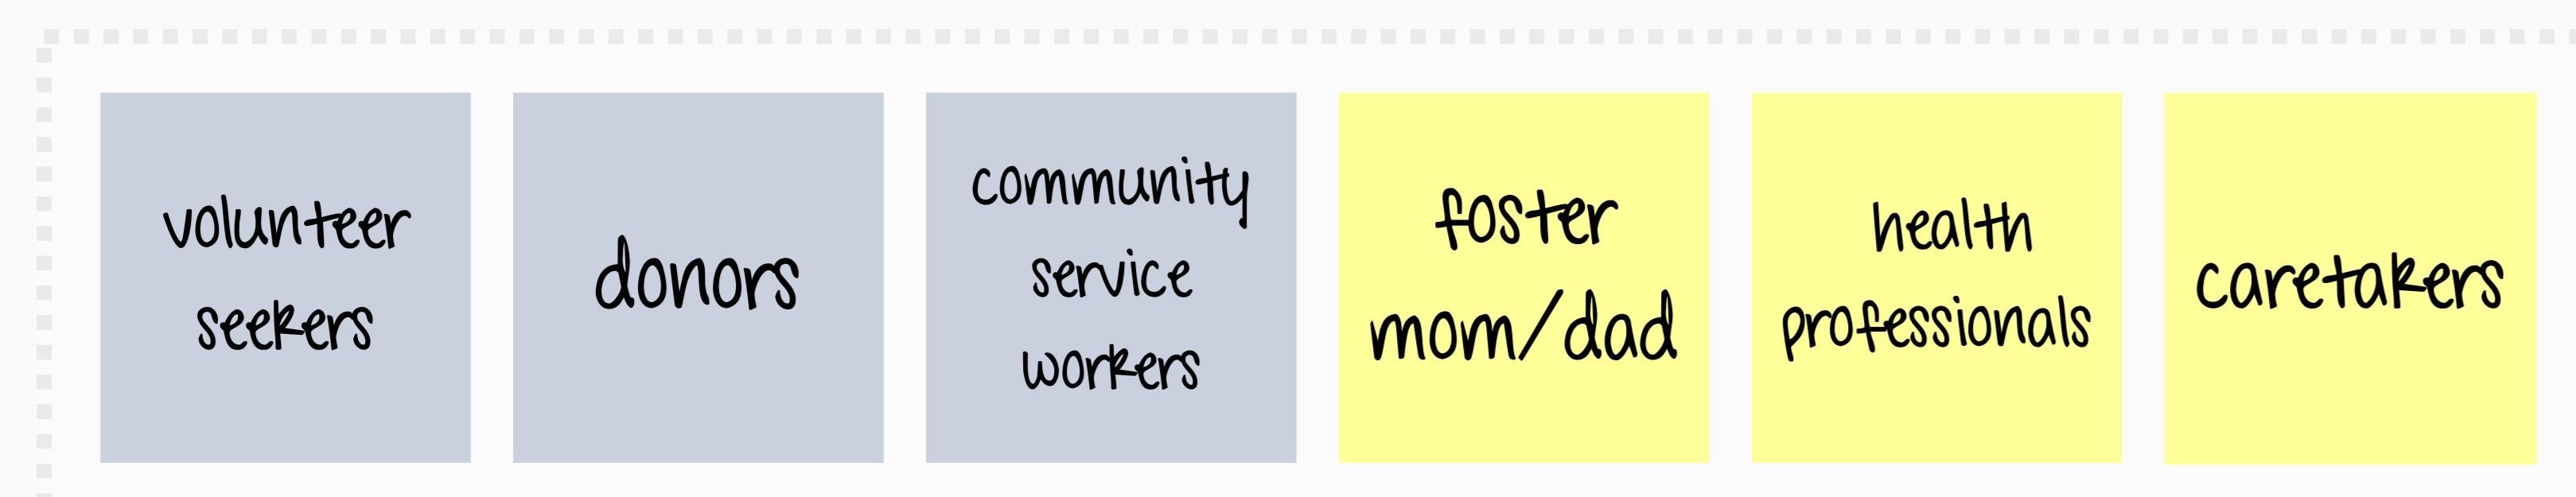 volunteer
seekers
donors
community
service
workers
foster
mom/dad
health
professionals
caretakers